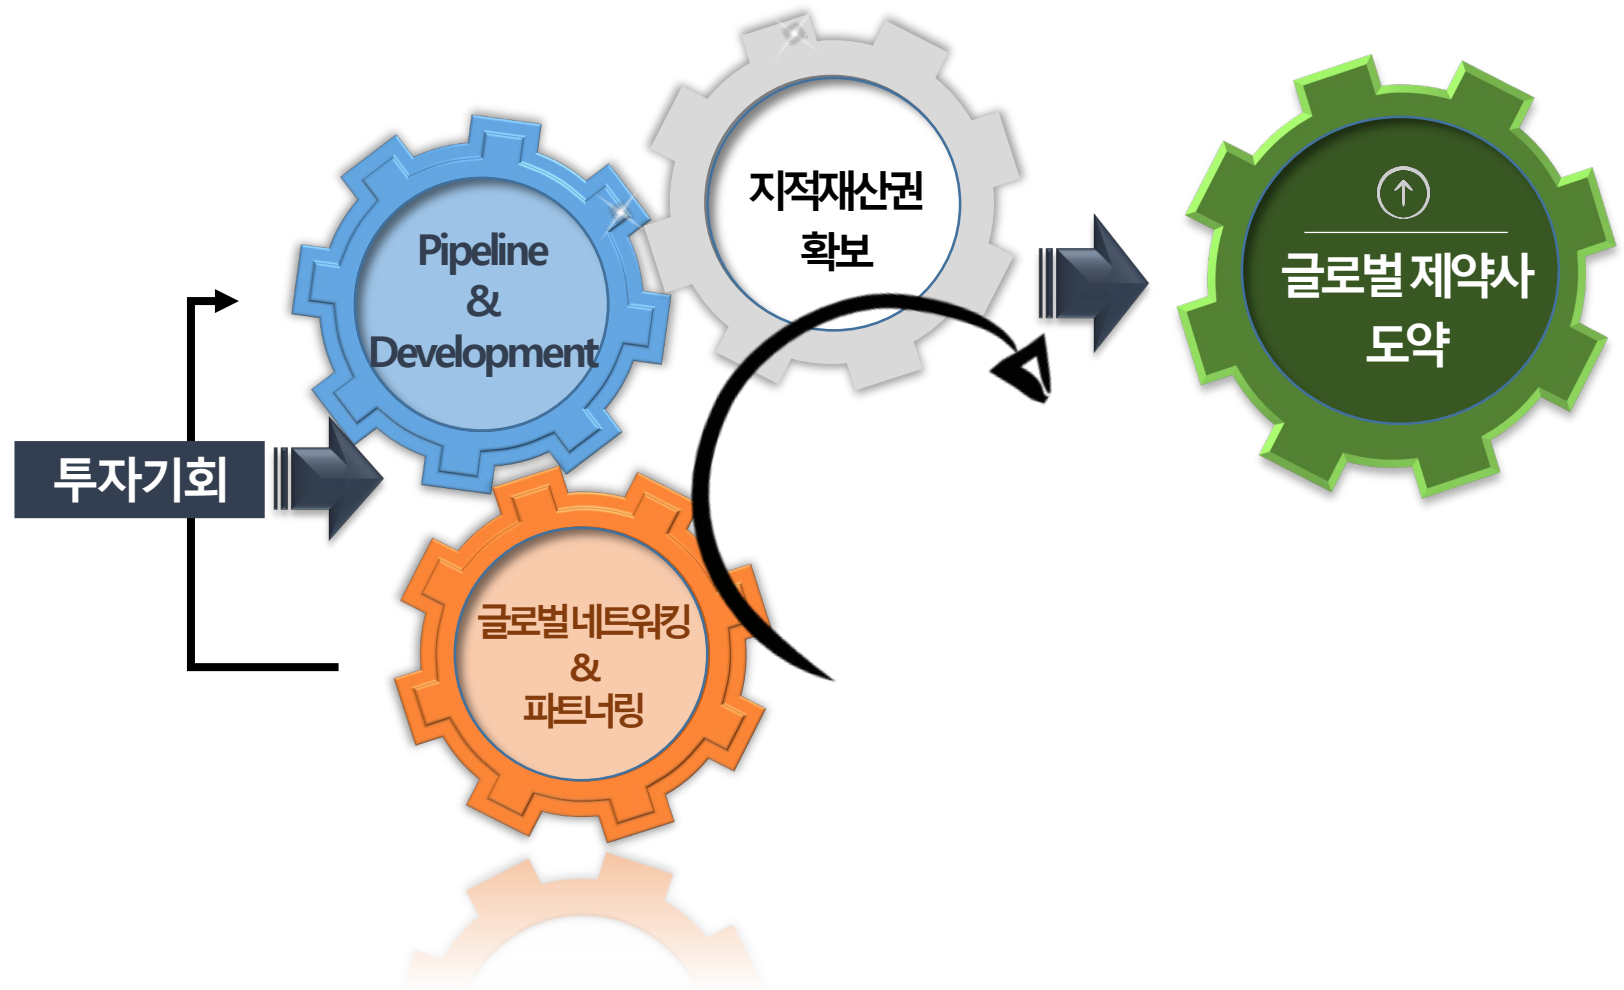 투자기회
Pipeline
&
Development
글로벌 네트워킹
&
파트너링
지적재산권
확보
글로벌 제약사
도약